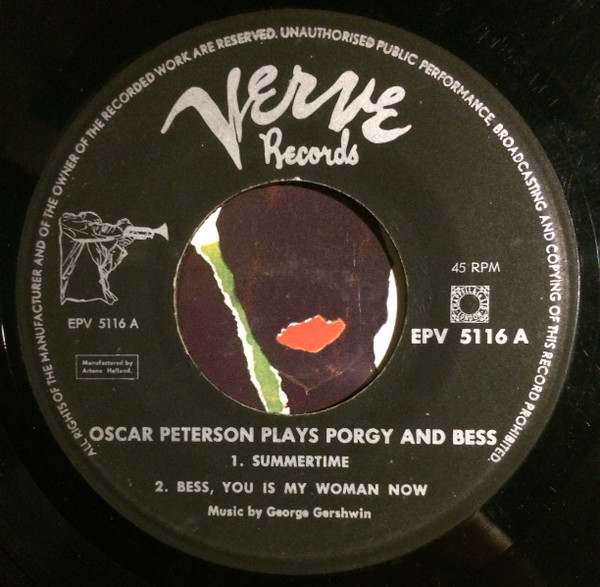 ALL RIGHTS OF THE MANUFACTURER AND OF THE OWNER OF THE RECORDED WORK ARE RESERVED. UNAUTHORISED PUBLIC PERFORMANCE, BROADCASTING AND COPYING OF THIS RECORD PROHIBITED.
Verve
Records
45 RPM
EPV 5116 A
EPV 5116 A
Manufactured by
Artone Holland.
OSCAR PETERSON PLAYS PORGY AND BESS
1. SUMMERTIME
2. BESS, YOU IS MY WOMAN NOW
Music by George Gershwin